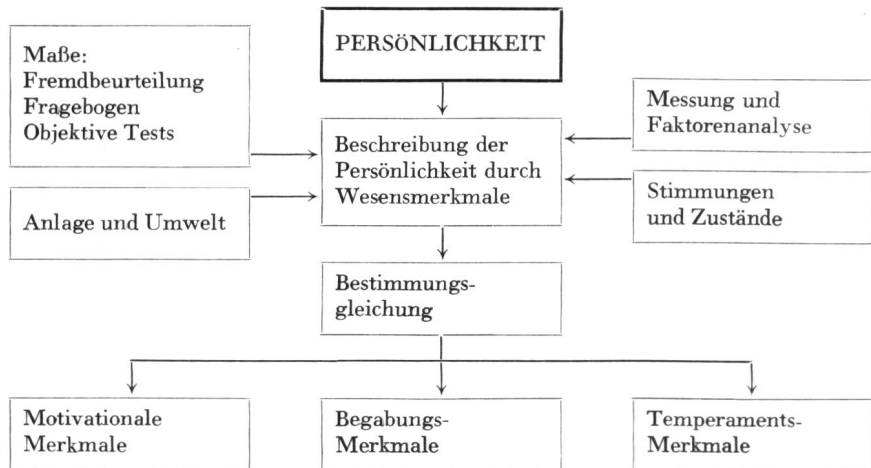 PERSÖNLICHKEIT
Maße:
Fremdbeurteilung
Fragebogen
Objektive Tests
Messung und
Faktorenanalyse
Beschreibung der
Persönlichkeit durch
Wesensmerkmale
Anlage und Umwelt
Stimmungen
und Zustände
Bestimmungs-
gleichung
Motivationale
Merkmale
Begabungs-
Merkmale
Temperaments-
Merkmale